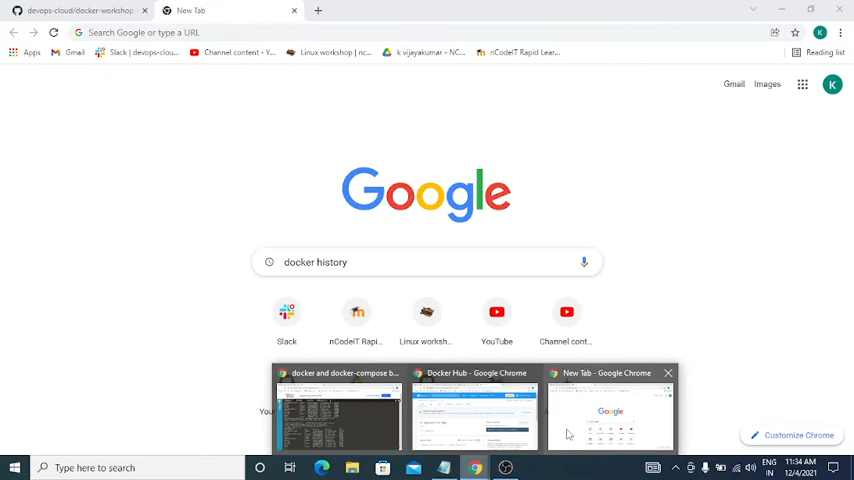 devops-cloud/docker-workshop
New Tab
Search Google or type a URL
Apps
Gmail
Slack | devops-clou...
Channel content - Y...
Linux workshop | nc...
k vijayakumar - NC...
nCodeIT Rapid Lear...
Reading list
Gmail
Images
K
Google
docker history
Slack
nCodeIT Rapi...
Linux worksh...
YouTube
Channel cont...
docker and docker-compose b...
Docker Hub - Google Chrome
New Tab - Google Chrome
Customize Chrome
Type here to search
ENG
IN
11:34 AM
12/4/2021